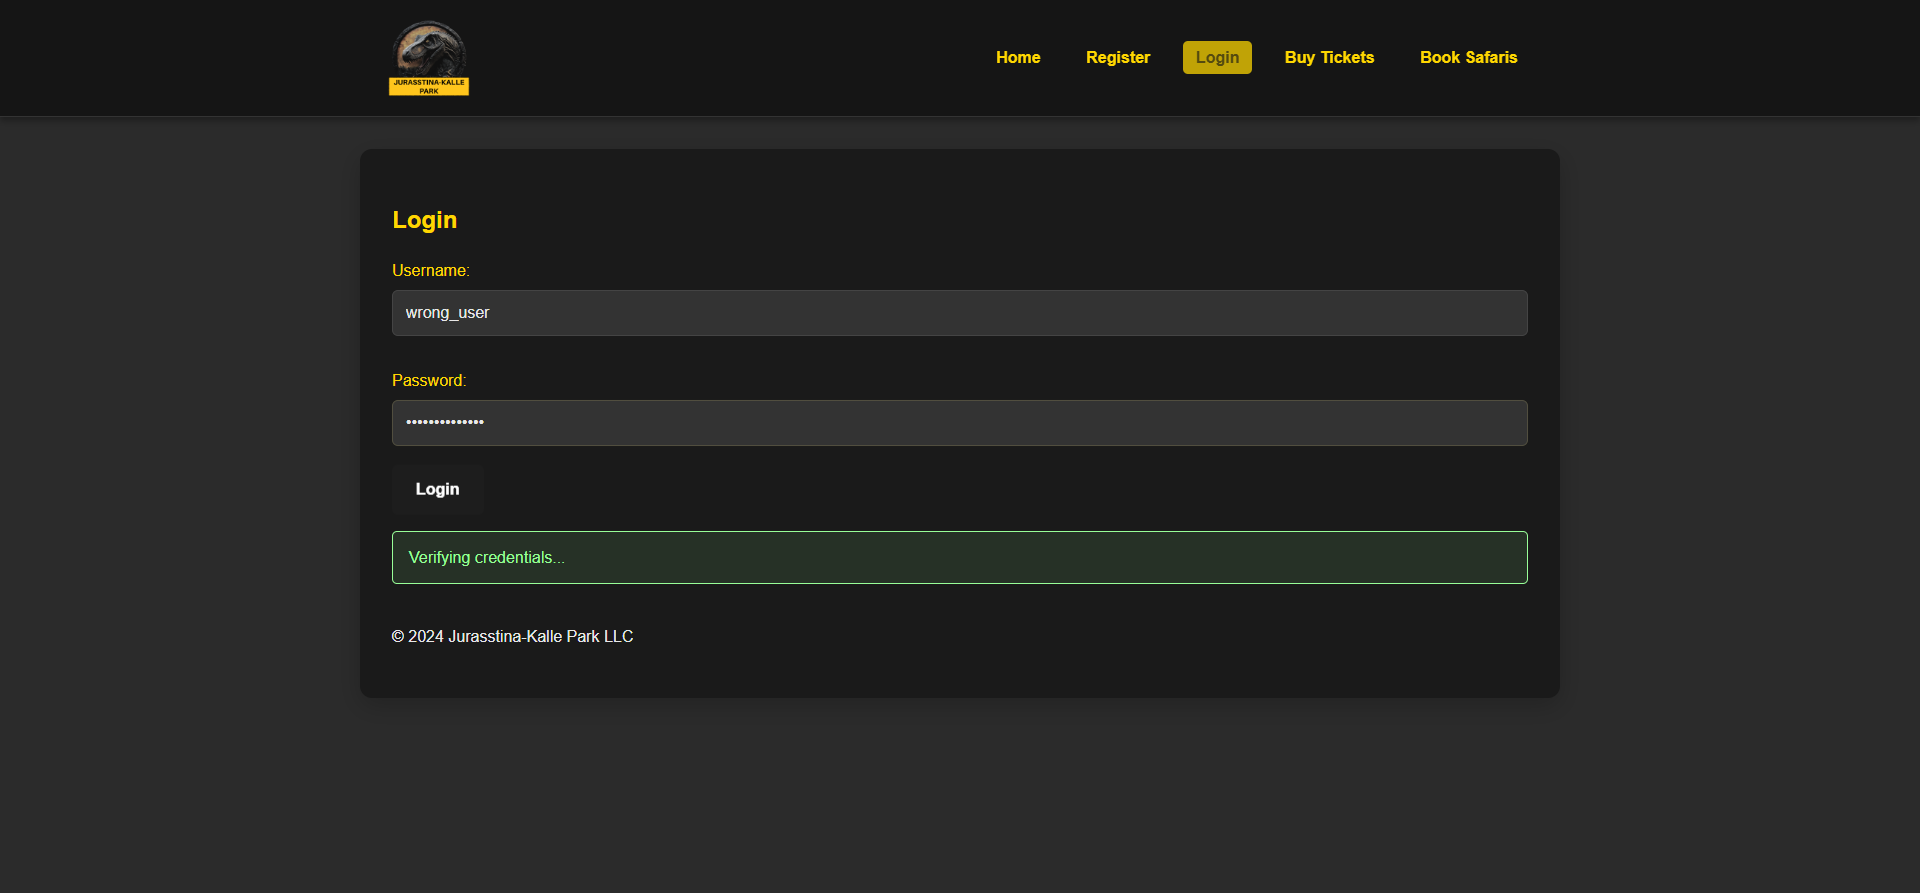 JURASSTINA-KALLE
PARK
Home
Register
Login
Buy Tickets
Book Safaris
Login
Username:
wrong_user
Password:
••••••••••••••
Login
Verifying credentials...
© 2024 Jurasstina-Kalle Park LLC